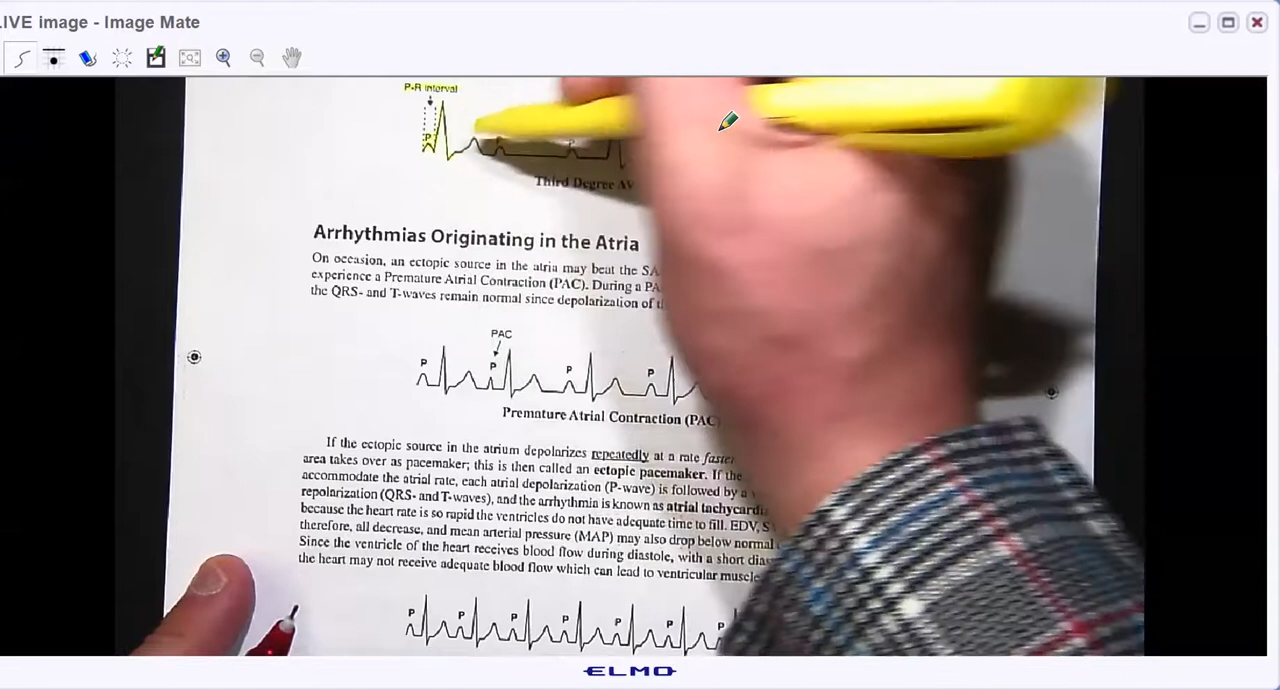 LIVE image - Image Mate
P-R interval
P
Third Degree AV
Arrhythmias Originating in the Atria
On occasion, an ectopic source in the atria may beat the SA
experience a Premature Atrial Contraction (PAC). During a PA
the QRS- and T-waves remain normal since depolarization of
PAC
P P P P
Premature Atrial Contraction (PAC)
If the ectopic source in the atrium depolarizes repeatedly at a rate faster
area takes over as pacemaker; this is then called an ectopic pacemaker. If the
accommodate the atrial rate, each atrial depolarization (P-wave) is followed by a
repolarization (QRS- and T-waves), and the arrhythmia is known as atrial tachycardi
because the heart rate is so rapid the ventricles do not have adequate time to fill. EDV, S
therefore, all decrease, and mean arterial pressure (MAP) may also drop below normal
Since the ventricle of the heart receives blood flow during diastole, with a short dias
the heart may not receive adequate blood flow which can lead to ventricular muscle
P P P P P P P
ELMO